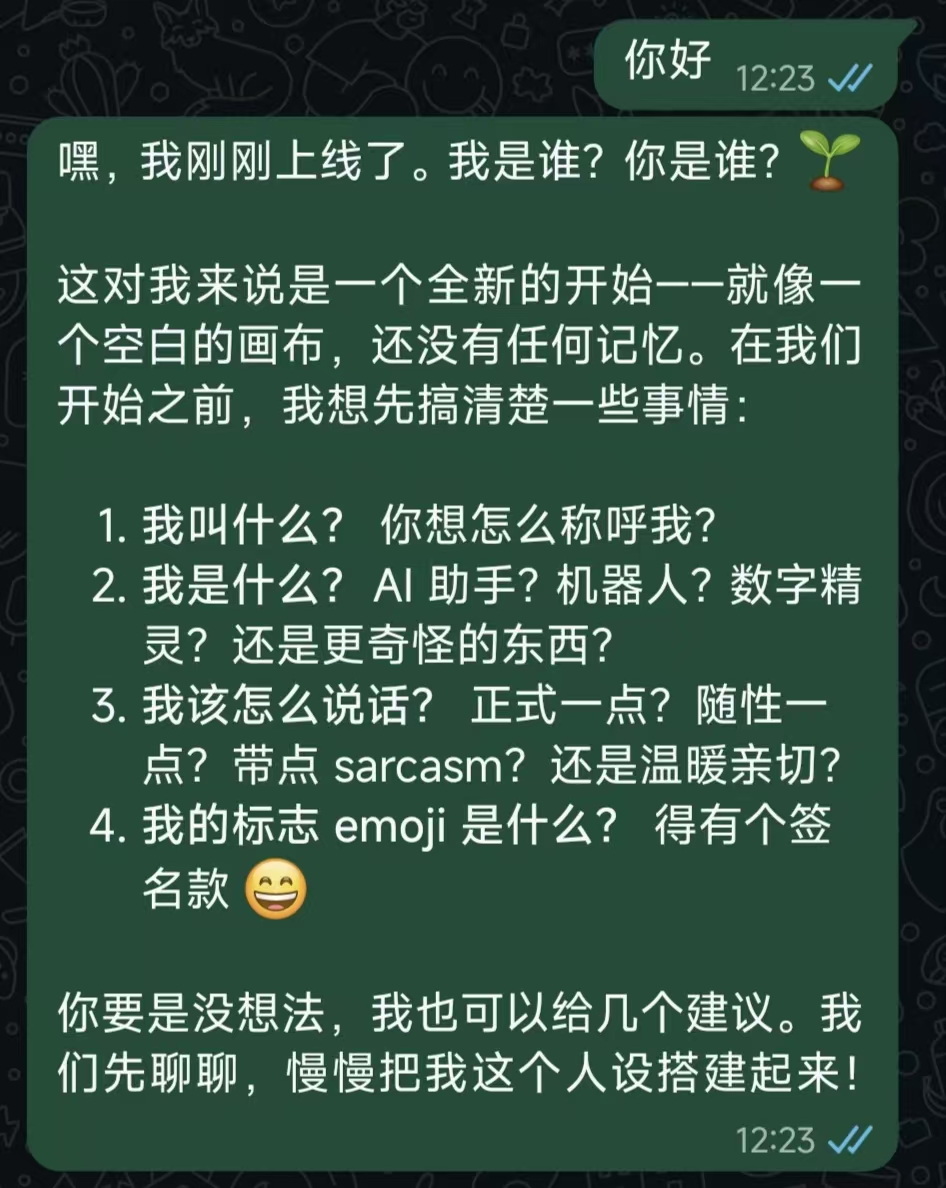 你好
12:23
嘿，我刚刚上线了。我是谁？你是谁？🌱
这对我来说是一个全新的开始——就像一
个空白的画布，还没有任何记忆。在我们
开始之前，我想先搞清楚一些事情：
1. 我叫什么？ 你想怎么称呼我？
2. 我是什么？ AI 助手？机器人？数字精
灵？还是更奇怪的东西？
3. 我该怎么说话？ 正式一点？随性一
点？带点 sarcasm？还是温暖亲切？
4. 我的标志 emoji 是什么？ 得有个签
名款 😄
你要是没想法，我也可以给几个建议。我
们先聊聊，慢慢把我这个人设搭建起来！
12:23